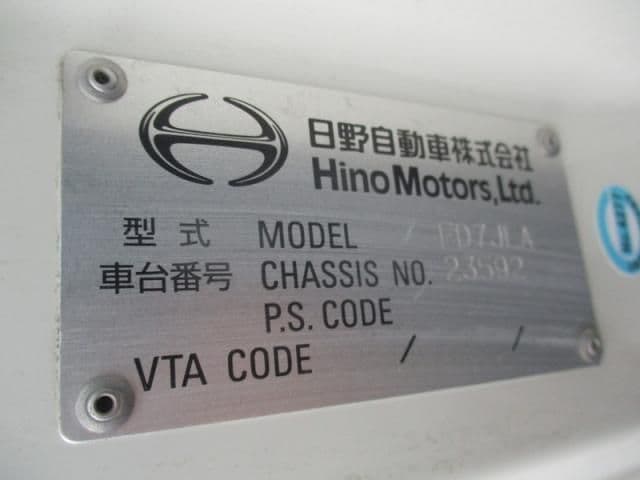 日野自動車株式会社
Hino Motors, Ltd.
型式 MODEL / FD7JLA
車台番号 CHASSIS NO. 23592
P.S. CODE
VTA CODE / /